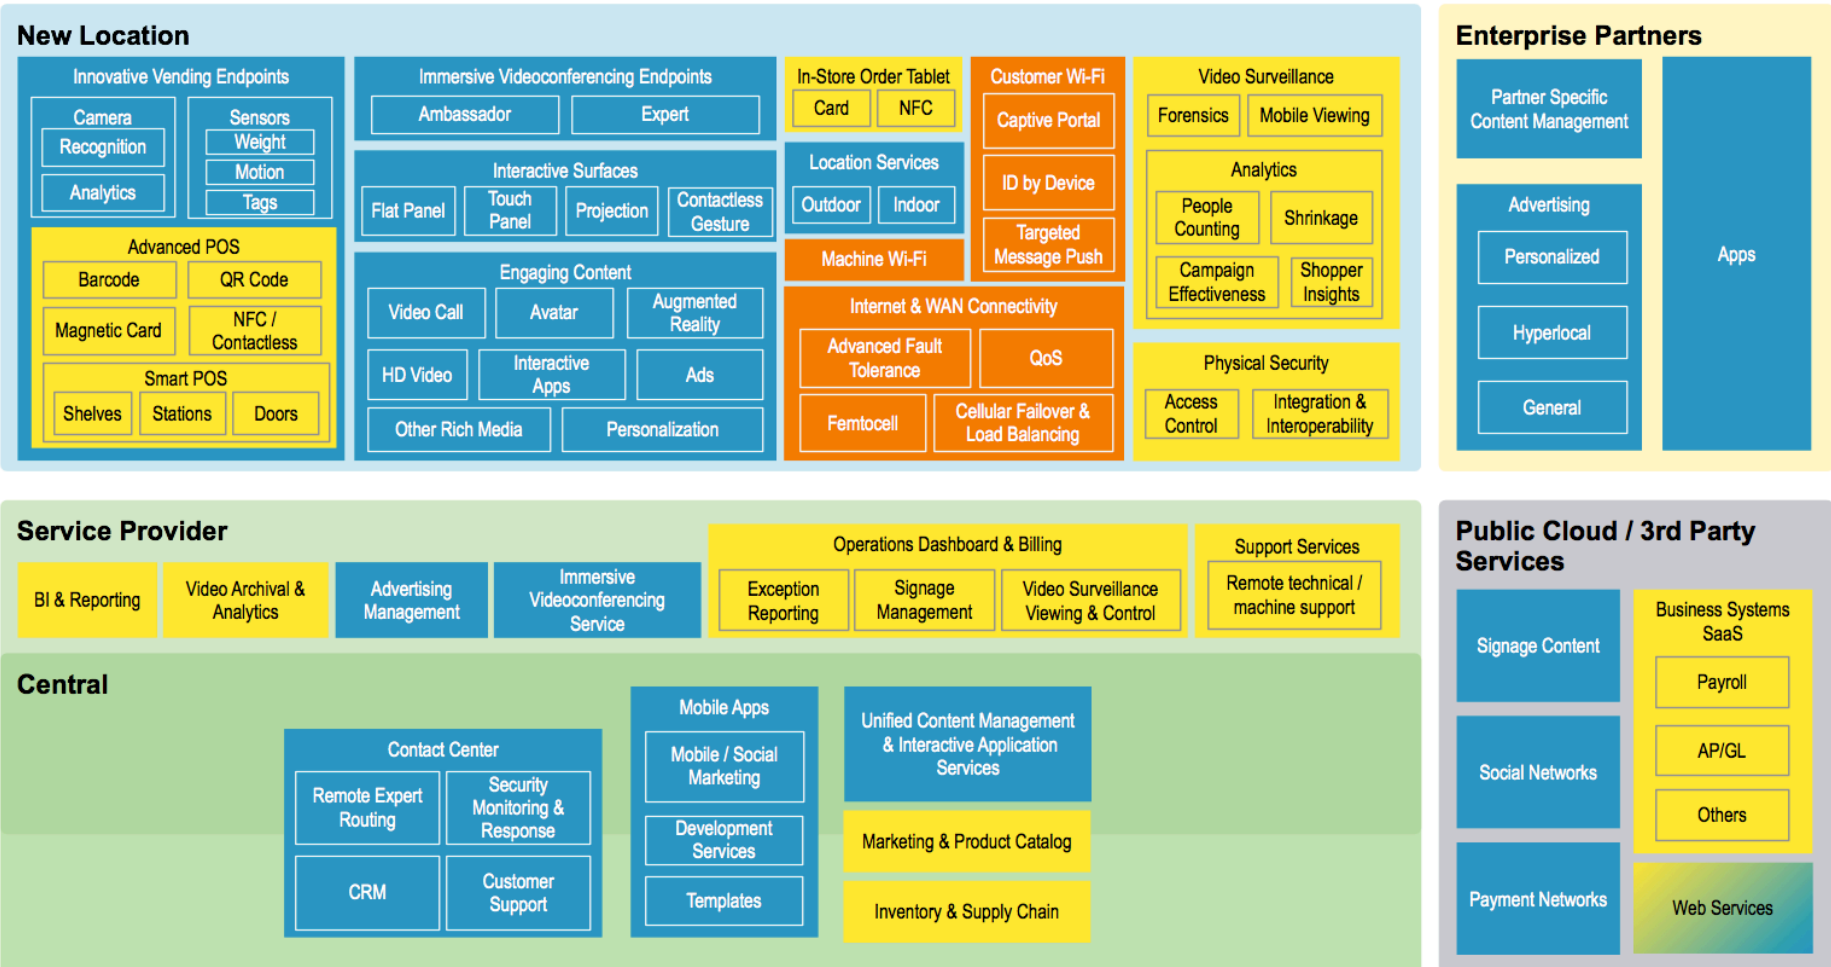 New Location
Innovative Vending Endpoints
Camera
Recognition
Analytics
Sensors
Weight
Motion
Tags
Advanced POS
Barcode
QR Code
Magnetic Card
NFC /
Contactless
Smart POS
Shelves
Stations
Doors
Immersive Videoconferencing Endpoints
Ambassador
Expert
Interactive Surfaces
Flat Panel
Touch
Panel
Projection
Contactless
Gesture
Engaging Content
Video Call
Avatar
Augmented
Reality
HD Video
Interactive
Apps
Ads
Other Rich Media
Personalization
In-Store Order Tablet
Card
NFC
Location Services
Outdoor
Indoor
Machine Wi-Fi
Customer Wi-Fi
Captive Portal
ID by Device
Targeted
Message Push
Internet & WAN Connectivity
Advanced Fault
Tolerance
QoS
Femtocell
Cellular Failover &
Load Balancing
Video Surveillance
Forensics
Mobile Viewing
Analytics
People
Counting
Shrinkage
Campaign
Effectiveness
Shopper
Insights
Physical Security
Access
Control
Integration &
Interoperability
Enterprise Partners
Partner Specific
Content Management
Advertising
Personalized
Hyperlocal
General
Apps
Service Provider
BI & Reporting
Video Archival &
Analytics
Advertising
Management
Immersive
Videoconferencing
Service
Operations Dashboard & Billing
Exception
Reporting
Signage
Management
Video Surveillance
Viewing & Control
Support Services
Remote technical /
machine support
Central
Contact Center
Remote Expert
Routing
Security
Monitoring &
Response
CRM
Customer
Support
Mobile Apps
Mobile / Social
Marketing
Development
Services
Templates
Unified Content Management
& Interactive Application
Services
Marketing & Product Catalog
Inventory & Supply Chain
Public Cloud / 3rd Party
Services
Signage Content
Social Networks
Payment Networks
Business Systems
SaaS
Payroll
AP/GL
Others
Web Services